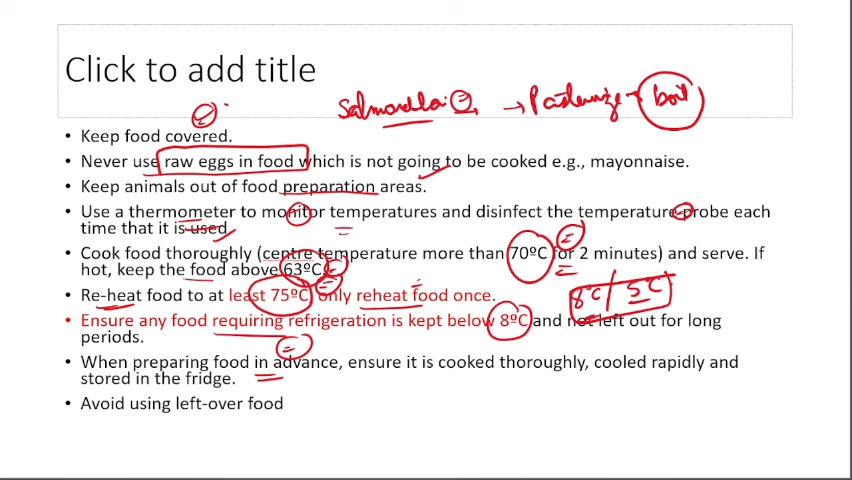 Click to add title
Salmonella → Pasteurize → boil
• Keep food covered.
• Never use raw eggs in food which is not going to be cooked e.g., mayonnaise.
• Keep animals out of food preparation areas.
• Use a thermometer to monitor temperatures and disinfect the temperature probe each
time that it is used
• Cook food thoroughly (centre temperature more than 70ºC for 2 minutes) and serve. If
hot, keep the food above 63ºC.
• Re-heat food to at least 75ºC, only reheat food once.
8°C / 5°C
• Ensure any food requiring refrigeration is kept below 8ºC and not left out for long
periods.
• When preparing food in advance, ensure it is cooked thoroughly, cooled rapidly and
stored in the fridge.
• Avoid using left-over food